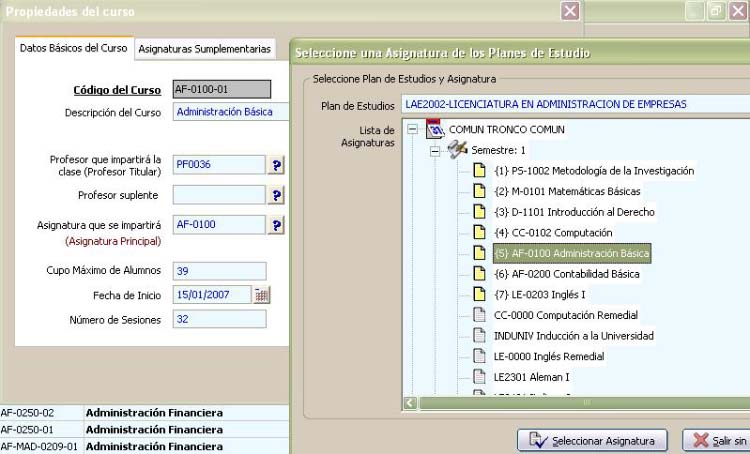 Propiedades del curso
Datos Básicos del Curso
Asignaturas Sumplementarias
Código del Curso AF-0100-01
Descripción del Curso Administración Básica
Profesor que impartirá la
clase (Profesor Titular) PF0036
Profesor suplente
Asignatura que se impartirá AF-0100
(Asignatura Principal)
Cupo Máximo de Alumnos 39
Fecha de Inicio 15/01/2007
Número de Sesiones 32
AF-0250-02 Administración Financiera
AF-0250-01 Administración Financiera
AF-MAD-0209-01 Administración Financiera
Seleccione una Asignatura de los Planes de Estudio
Seleccione Plan de Estudios y Asignatura
Plan de Estudios LAE2002-LICENCIATURA EN ADMINISTRACION DE EMPRESAS
Lista de
Asignaturas
COMUN TRONCO COMUN
Semestre: 1
{1} PS-1002 Metodología de la Investigación
{2} M-0101 Matemáticas Básicas
{3} D-1101 Introducción al Derecho
{4} CC-0102 Computación
{5} AF-0100 Administración Básica
{6} AF-0200 Contabilidad Básica
{7} LE-0203 Inglés I
CC-0000 Computación Remedial
INDUNIV Inducción a la Universidad
LE-0000 Inglés Remedial
LE2301 Aleman I
Seleccionar Asignatura
Salir sin